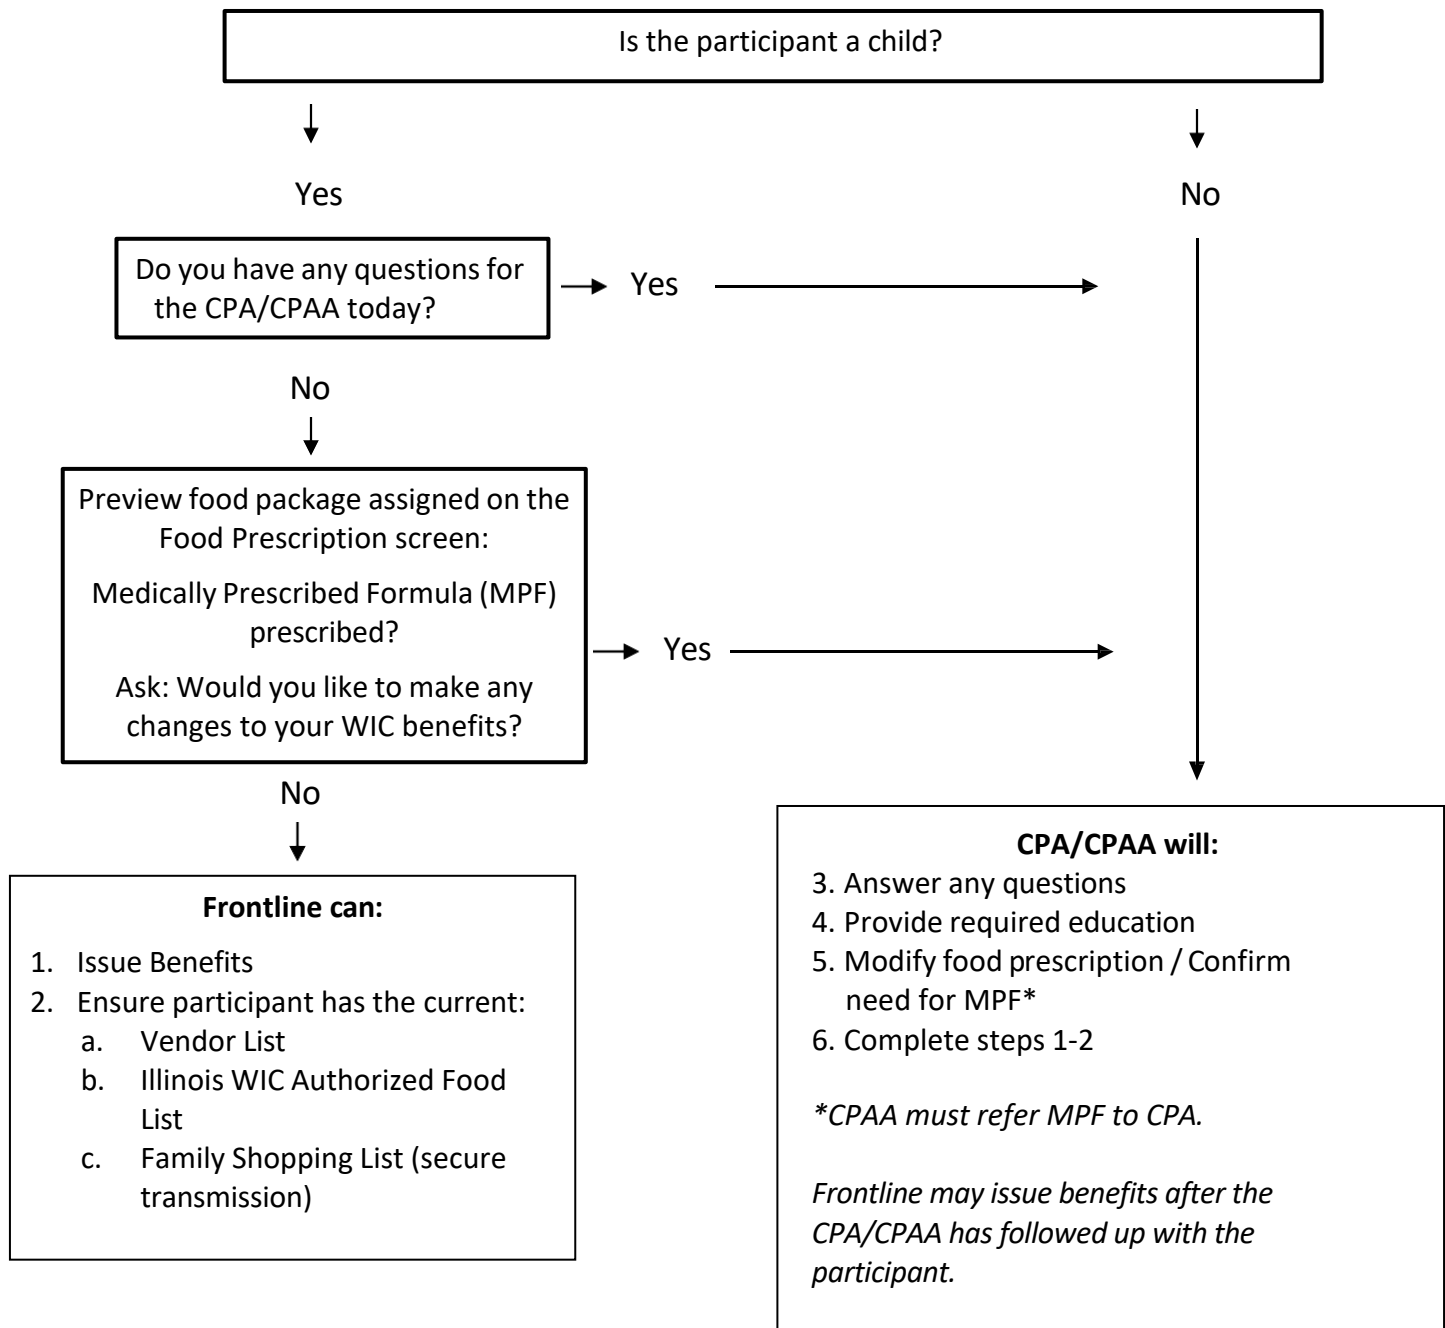 Is the participant a child?
Yes
No
Do you have any questions for
the CPA/CPAA today?
Yes
No
Preview food package assigned on the
Food Prescription screen:
Medically Prescribed Formula (MPF)
prescribed?
Ask: Would you like to make any
changes to your WIC benefits?
Yes
No
Frontline can:
1. Issue Benefits
2. Ensure participant has the current:
a. Vendor List
b. Illinois WIC Authorized Food
List
c. Family Shopping List (secure
transmission)
CPA/CPAA will:
3. Answer any questions
4. Provide required education
5. Modify food prescription / Confirm
need for MPF*
6. Complete steps 1-2
*CPAA must refer MPF to CPA.
Frontline may issue benefits after the
CPA/CPAA has followed up with the
participant.